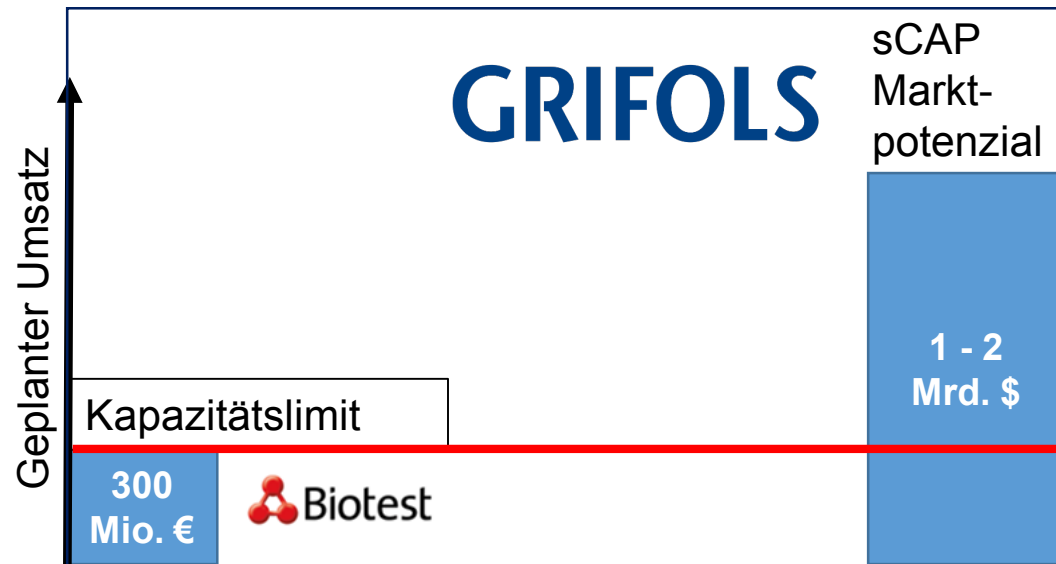 sCAP
Markt-
potenzial
GRIFOLS
Geplanter Umsatz
1 - 2
Mrd. $
Kapazitätslimit
300
Mio. €
Biotest